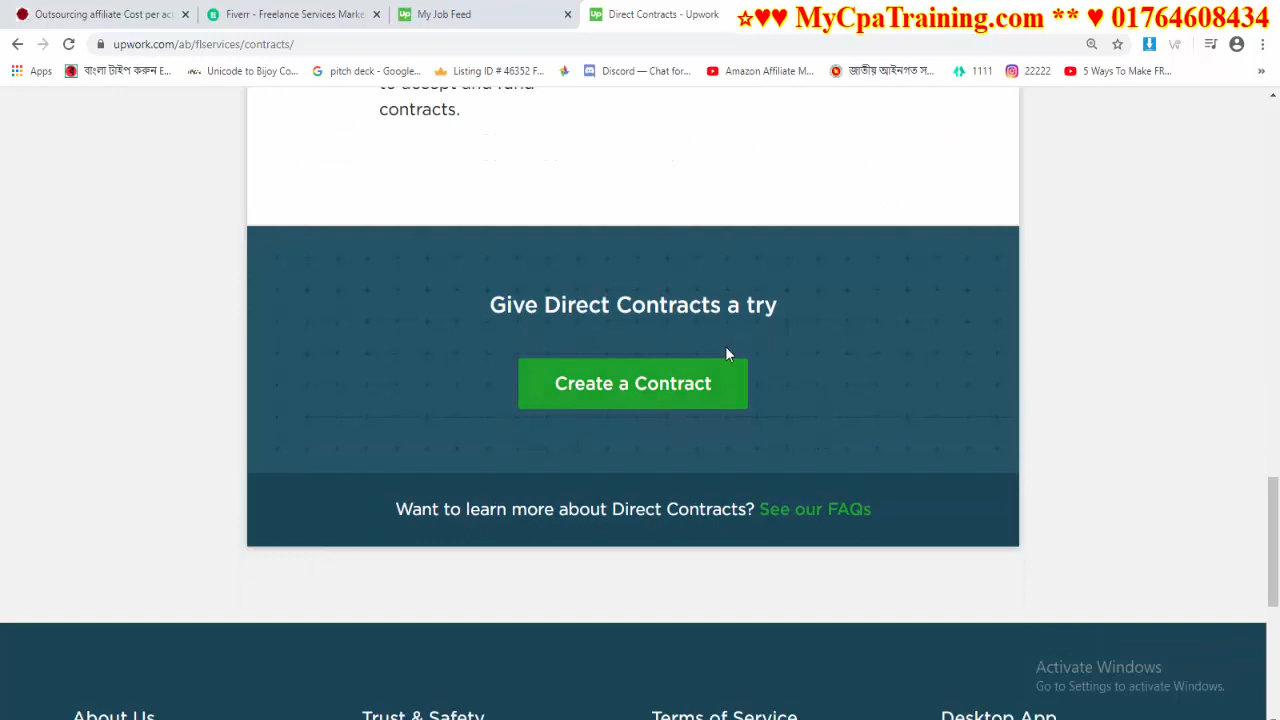 Outsourcing affiliate Cost per ac
Fiverr - Freelance Services Marke
My Job Feed
Direct Contracts - Upwork
☆♥♥ MyCpaTraining.com ** ♥ 01764608434
upwork.com/ab/flservices/contracts/
Apps
বাংলা টাইপ করুন E...
Unicode to Bijoy Co...
pitch deck - Google...
Listing ID # 46352 F...
Discord — Chat for...
Amazon Affiliate M...
জাতীয় আইনগত স...
1111
22222
5 Ways To Make FR...
»
to accept and fund
contracts.
Give Direct Contracts a try
Create a Contract
Want to learn more about Direct Contracts? See our FAQs
Activate Windows
Go to Settings to activate Windows.
About Us
Trust & Safety
Terms of Service
Desktop App